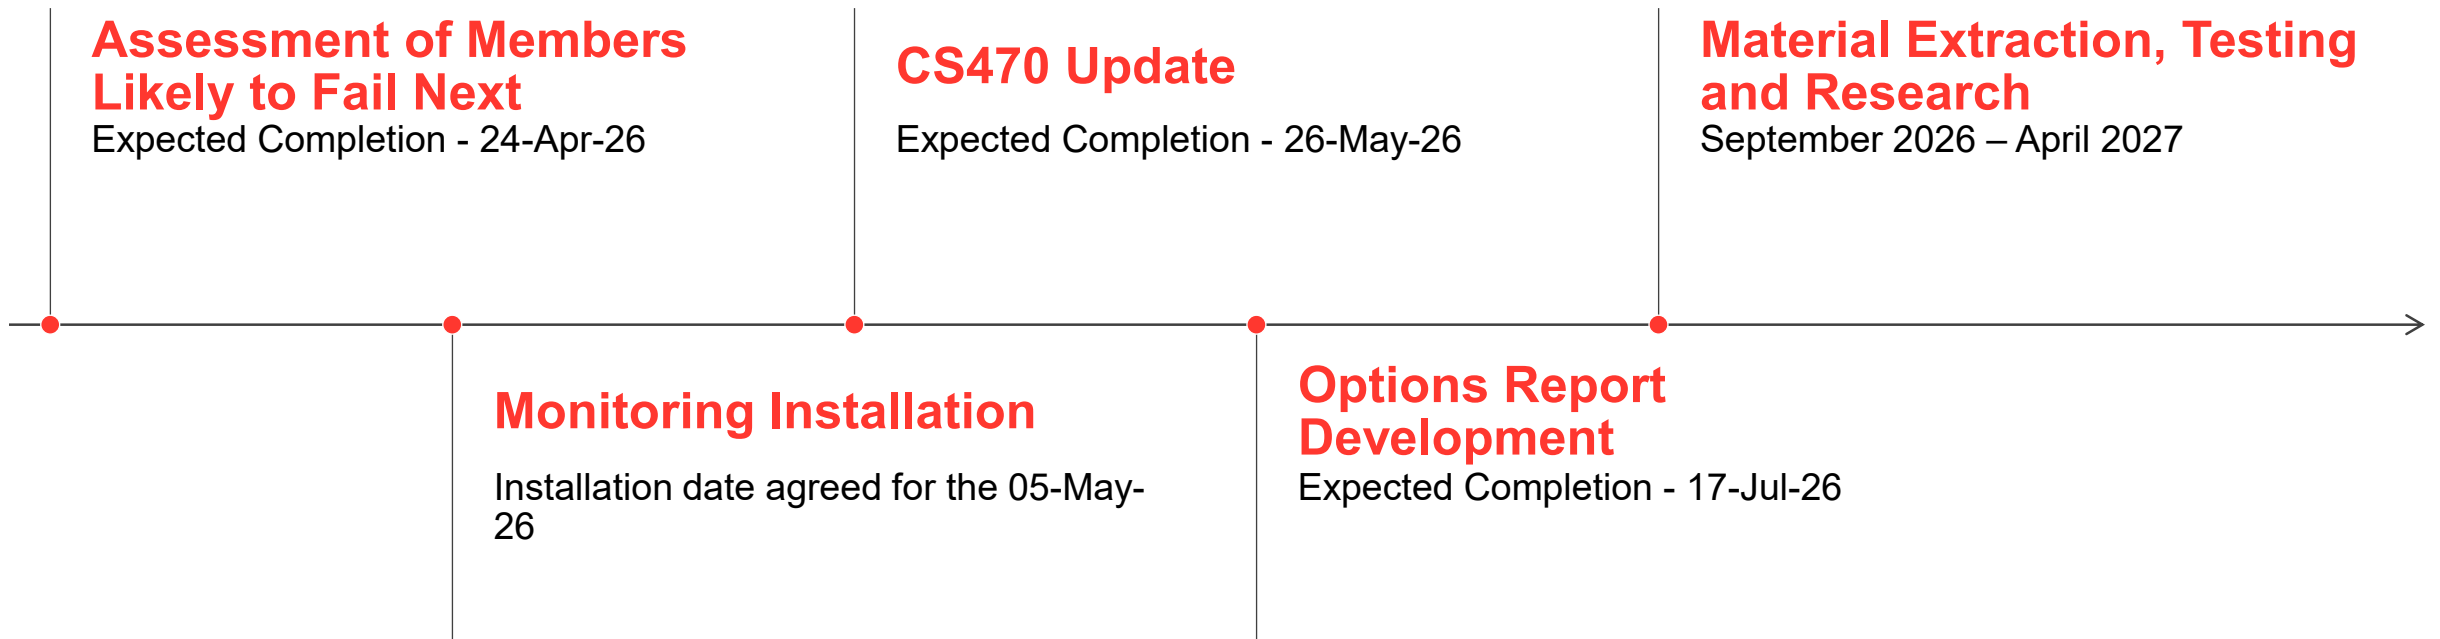 Assessment of Members
Likely to Fail Next
Expected Completion - 24-Apr-26
Monitoring Installation
Installation date agreed for the 05-May-
26
CS470 Update
Expected Completion - 26-May-26
Options Report
Development
Expected Completion - 17-Jul-26
Material Extraction, Testing
and Research
September 2026 – April 2027